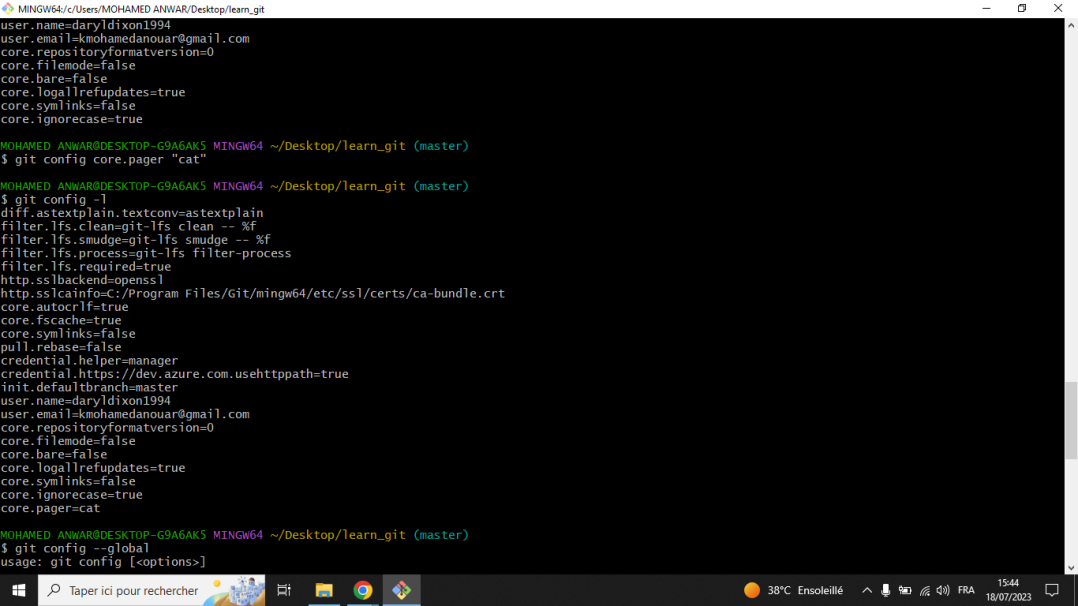 MINGW64:/c/Users/MOHAMED ANWAR/Desktop/learn_git
user.name=daryldixon1994
user.email=kmohamedanouar@gmail.com
core.repositoryformatversion=0
core.filemode=false
core.bare=false
core.logallrefupdates=true
core.symlinks=false
core.ignorecase=true
MOHAMED ANWAR@DESKTOP-G9A6AK5 MINGW64 ~/Desktop/learn_git (master)
$ git config core.pager "cat"
MOHAMED ANWAR@DESKTOP-G9A6AK5 MINGW64 ~/Desktop/learn_git (master)
$ git config -l
diff.astextplain.textconv=astextplain
filter.lfs.clean=git-lfs clean -- %f
filter.lfs.smudge=git-lfs smudge -- %f
filter.lfs.process=git-lfs filter-process
filter.lfs.required=true
http.sslbackend=openssl
http.sslcainfo=C:/Program Files/Git/mingw64/etc/ssl/certs/ca-bundle.crt
core.autocrlf=true
core.fscache=true
core.symlinks=false
pull.rebase=false
credential.helper=manager
credential.https://dev.azure.com.usehttppath=true
init.defaultbranch=master
user.name=daryldixon1994
user.email=kmohamedanouar@gmail.com
core.repositoryformatversion=0
core.filemode=false
core.bare=false
core.logallrefupdates=true
core.symlinks=false
core.ignorecase=true
core.pager=cat
MOHAMED ANWAR@DESKTOP-G9A6AK5 MINGW64 ~/Desktop/learn_git (master)
$ git config --global
usage: git config [<options>]
Taper ici pour rechercher
38°C Ensoleillé
FRA
15:44
18/07/2023